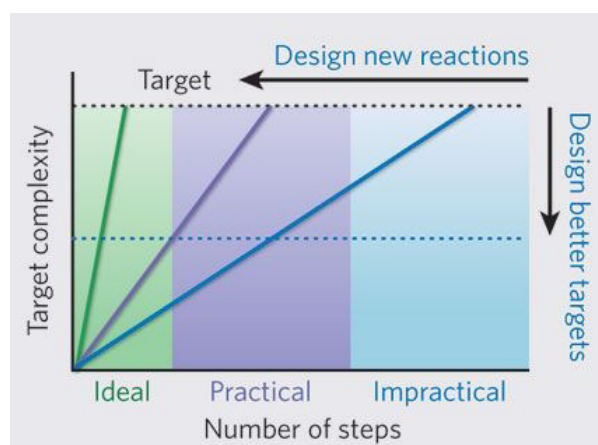 Design new reactions
Target
Target complexity
Design better targets
Ideal
Practical
Impractical
Number of steps